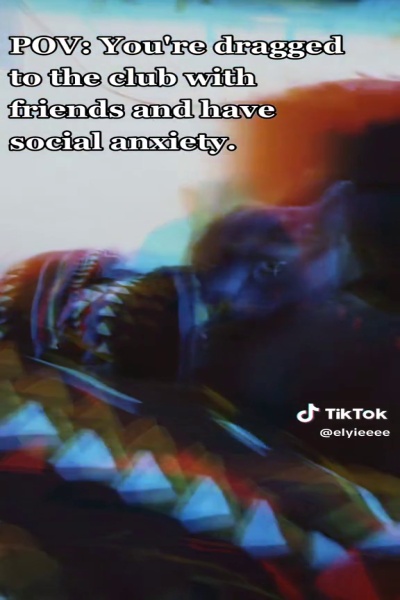 POV: You're dragged
to the club with
friends and have
social anxiety.
TikTok
@elyieeee